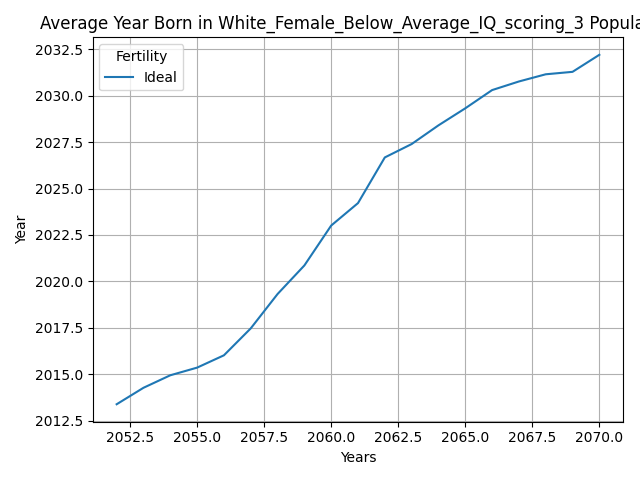 Average Year Born in White_Female_Below_Average_IQ_scoring_3 Popula
Fertility
Ideal
2032.5
2030.0
2027.5
2025.0
2022.5
2020.0
2017.5
2015.0
2012.5
Year
2052.5 2055.0 2057.5 2060.0 2062.5 2065.0 2067.5 2070.0
Years